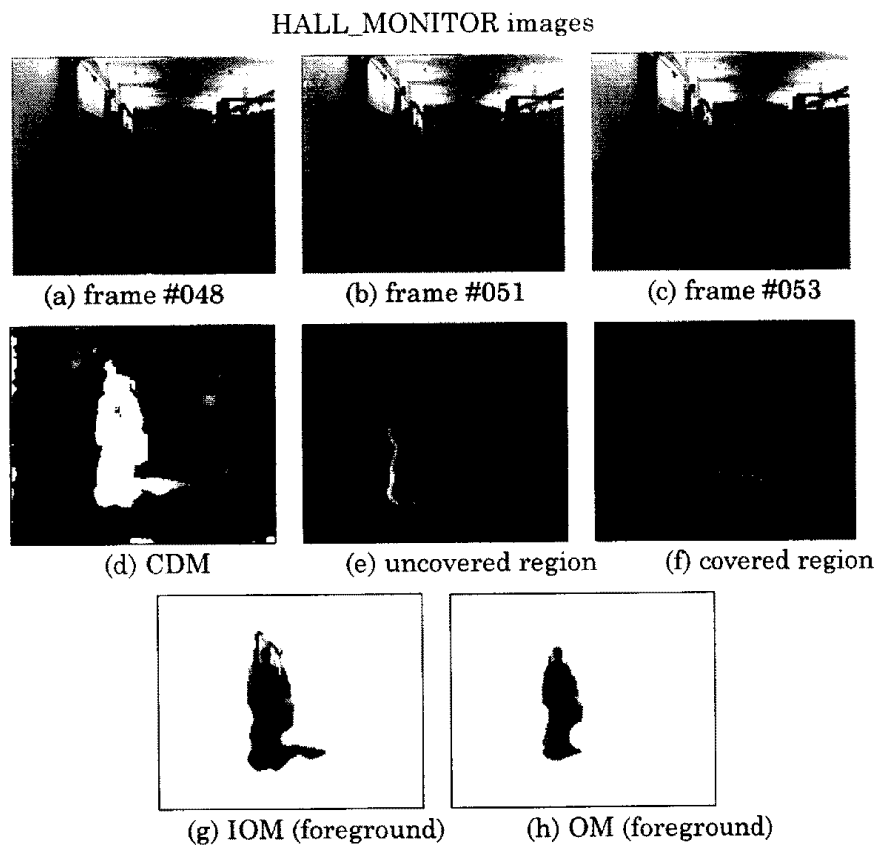 HALL_MONITOR images
(a) frame #048
(b) frame #051
(c) frame #053
(d) CDM
(e) uncovered region
(f) covered region
(g) IOM (foreground)
(h) OM (foreground)